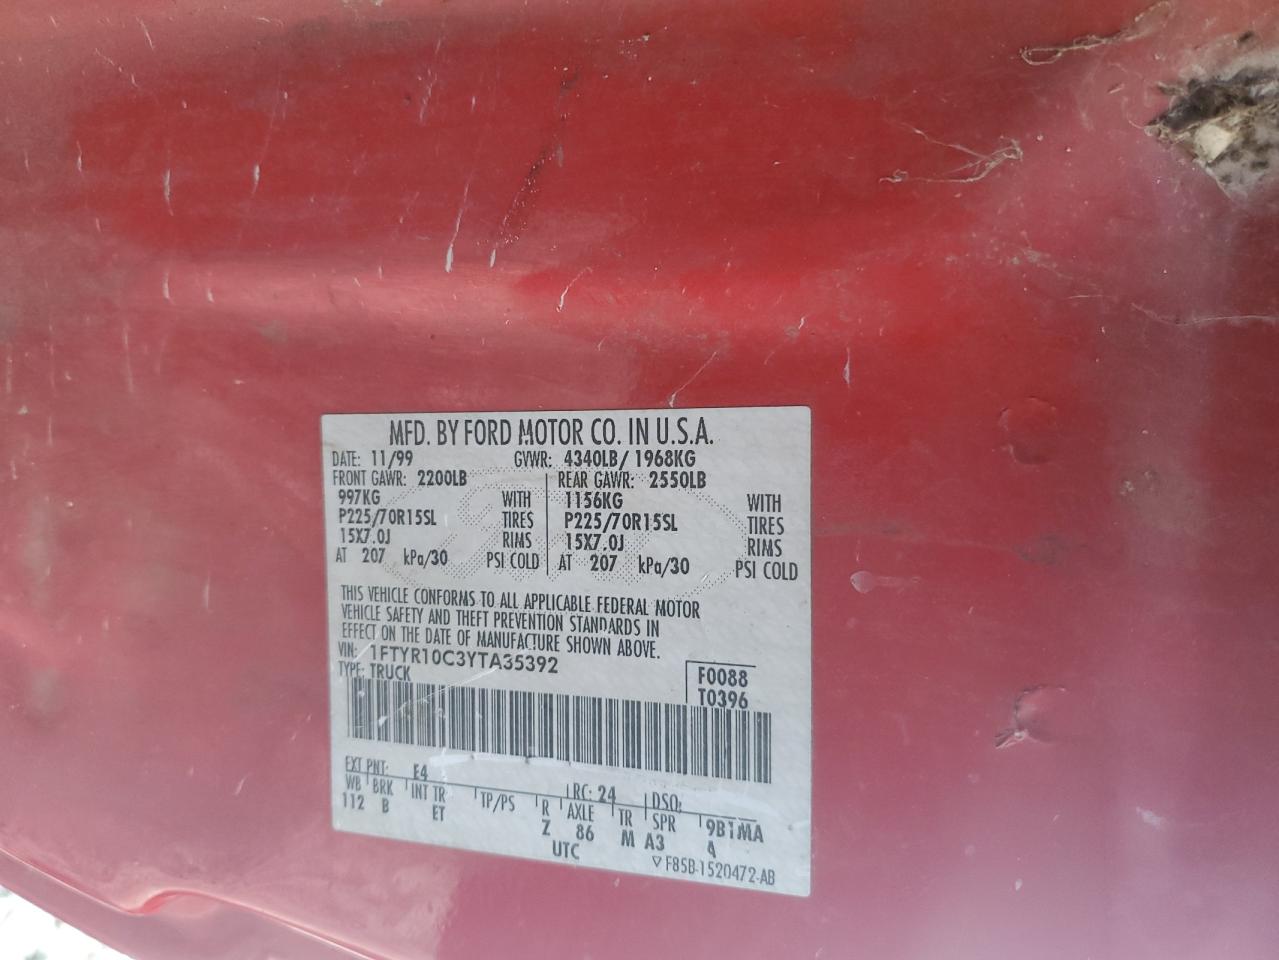 MFD. BY FORD MOTOR CO. IN U.S.A.
DATE: 11/99 GVWR: 4340LB/ 1968KG
FRONT GAWR: 2200LB REAR GAWR: 2550LB
997KG WITH 1156KG WITH
P225/70R15SL TIRES P225/70R15SL TIRES
15X7.0J RIMS 15X7.0J RIMS
AT 207 kPa/30 PSI COLD AT 207 kPa/30 PSI COLD
THIS VEHICLE CONFORMS TO ALL APPLICABLE FEDERAL MOTOR
VEHICLE SAFETY AND THEFT PREVENTION STANDARDS IN
EFFECT ON THE DATE OF MANUFACTURE SHOWN ABOVE.
VIN: 1FTYR10C3YTA35392
TYPE: TRUCK F0088
T0396
EXT PNT: E4 RC: 24 DSO:
WB BRK INT TR TP/PS R AXLE TR SPR 9B1MA
112 B ET Z 86 M A3 4
UTC
F85B-1520472-AB